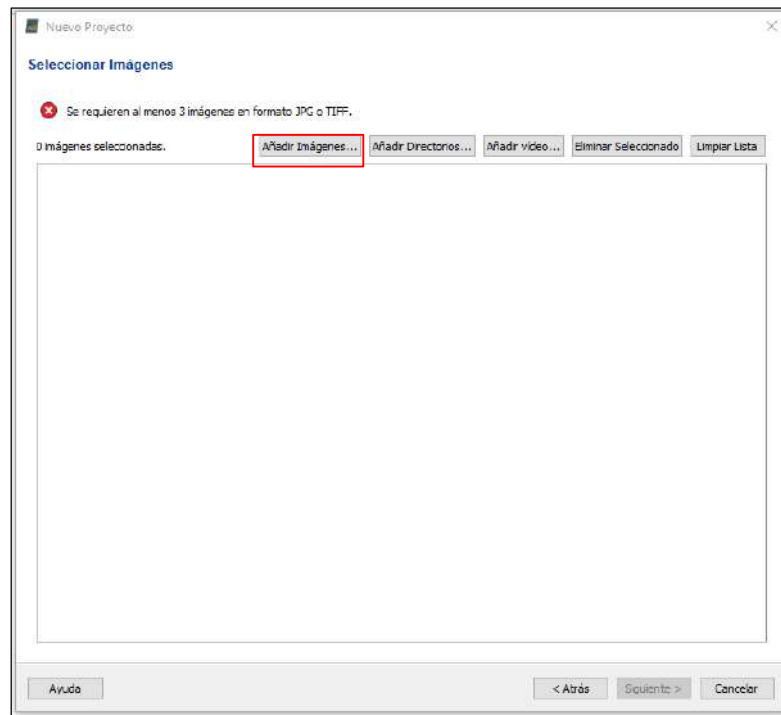 Nuevo Proyecto
Seleccionar Imágenes
Se requieren al menos 3 imágenes en formato JPG o TIFF.
0 imágenes seleccionadas.
Añadir Imágenes...
Añadir Directorios...
Añadir vídeo...
Eliminar Seleccionado
Limpiar Lista
Ayuda
< Atrás
Siguiente >
Cancelar